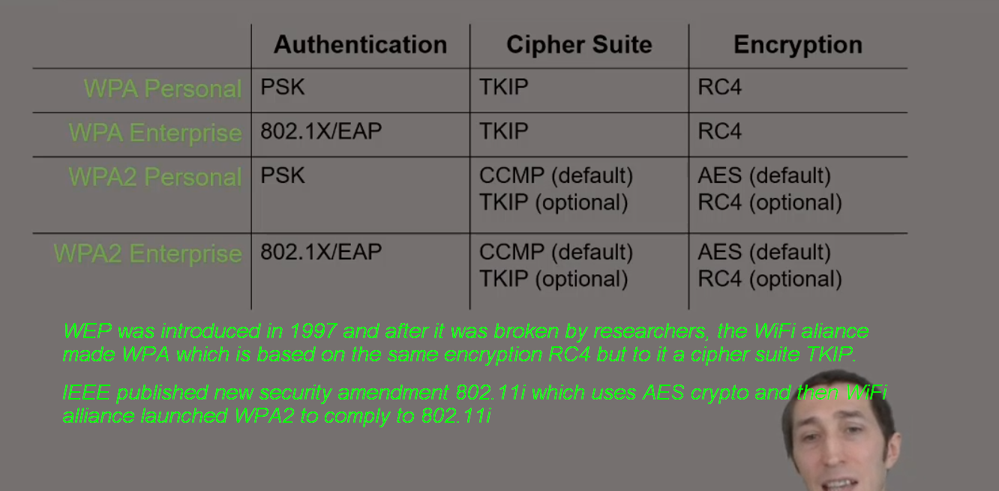 Authentication Cipher Suite Encryption
WPA Personal PSK TKIP RC4
WPA Enterprise 802.1X/EAP TKIP RC4
WPA2 Personal PSK CCMP (default) AES (default)
TKIP (optional) RC4 (optional)
WPA2 Enterprise 802.1X/EAP CCMP (default) AES (default)
TKIP (optional) RC4 (optional)
WEP was introduced in 1997 and after it was broken by researchers, the WiFi aliance
made WPA which is based on the same encryption RC4 but to it a cipher suite TKIP.
IEEE published new security amendment 802.11i which uses AES crypto and then WiFi
alliance launched WPA2 to comply to 802.11i